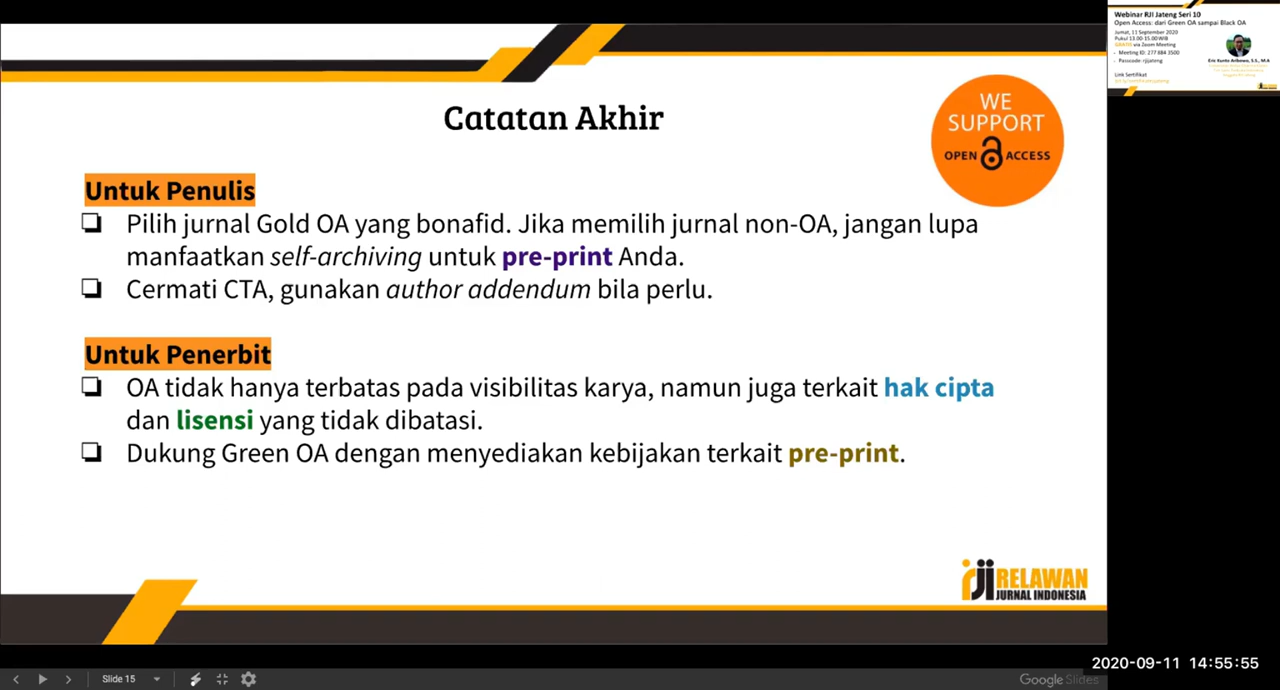 Catatan Akhir
WE
SUPPORT
OPEN ACCESS
Untuk Penulis
Pilih jurnal Gold OA yang bonafid. Jika memilih jurnal non-OA, jangan lupa
manfaatkan self-archiving untuk pre-print Anda.
Cermati CTA, gunakan author addendum bila perlu.
Untuk Penerbit
OA tidak hanya terbatas pada visibilitas karya, namun juga terkait hak cipta
dan lisensi yang tidak dibatasi.
Dukung Green OA dengan menyediakan kebijakan terkait pre-print.
rji RELAWAN
JURNAL INDONESIA
Webinar RJI Jateng Seri 10
Open Access: dari Green OA sampai Black OA
Jumat, 11 September 2020
Pukul 13.00-15.00 WIB
GRATIS via Zoom Meeting
- Meeting ID: 277 884 3500
- Passcode: rjijateng
Eric Kunto Aribowo, S.S., M.A
Link Sertifikat
2020-09-11 14:55:55
Slide 15
Google Slides